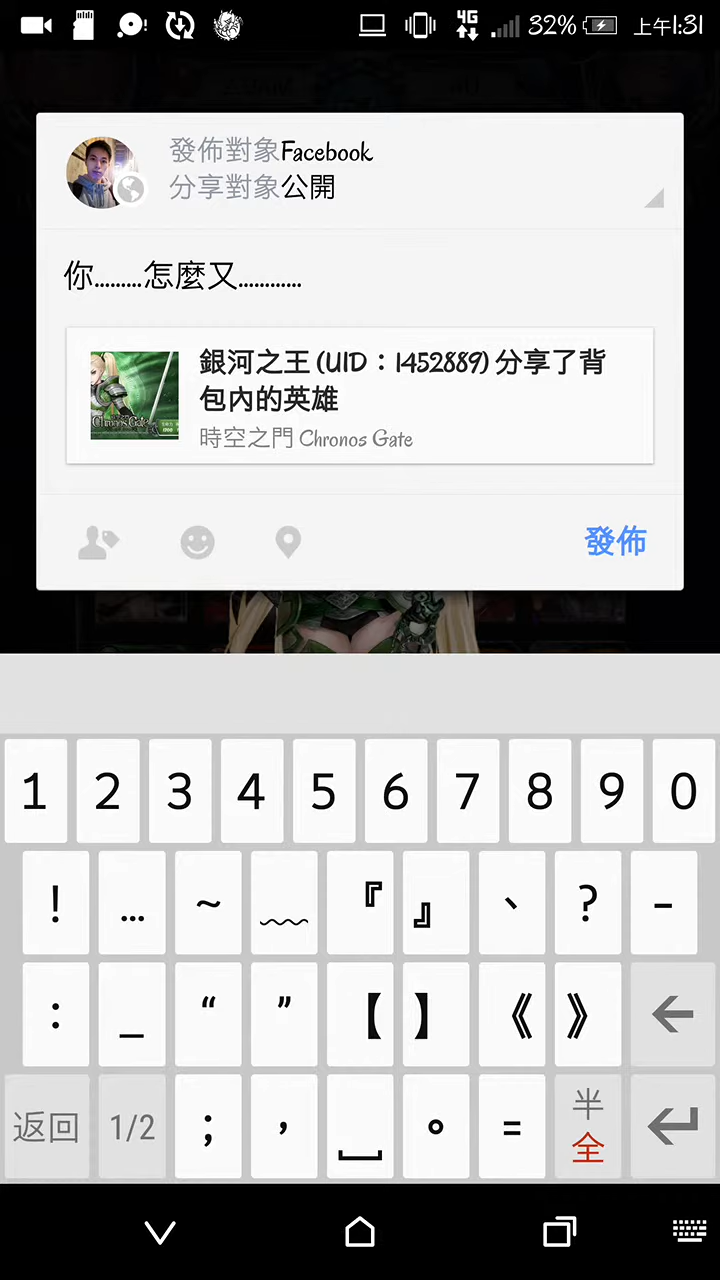 4G 32% 上午1:31
發佈對象Facebook
分享對象公開
你.........怎麼又............
銀河之王 (UID：1452889) 分享了背
包內的英雄
時空之門 Chronos Gate
Chronos Gate
發佈
1 2 3 4 5 6 7 8 9 0
! … ~ ﹏ 『 』 、 ? -
: _ “ ” 【 】 《 》
返回 1/2 ; , 。 = 半
全